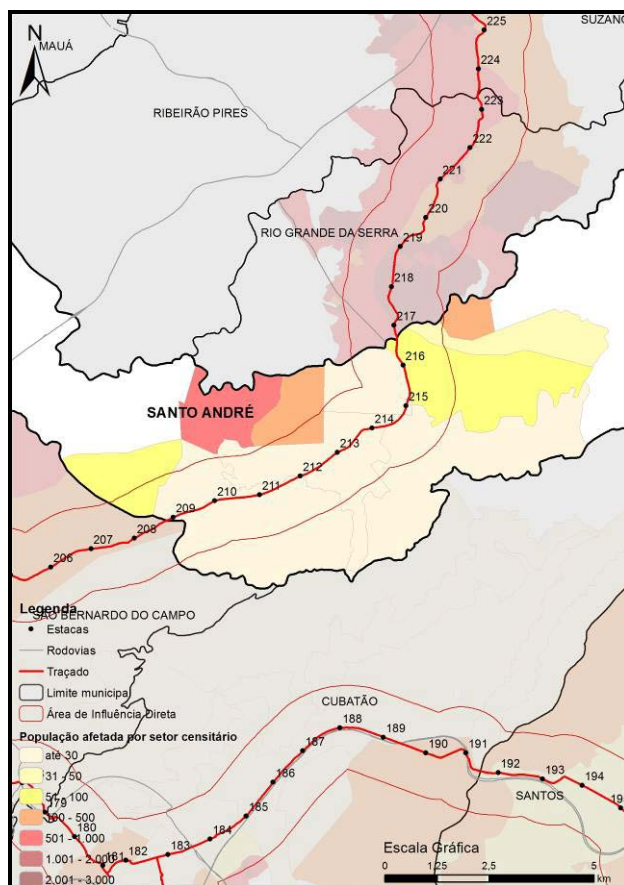 225
SUZANO
N
MAUÁ
224
223
RIBEIRÃO PIRES
222
221
220
RIO GRANDE DA SERRA
219
218
217
216
SANTO ANDRÉ
215
214
213
212
211
210
209
208
207
206
Legenda
SÃO BERNARDO DO CAMPO
Estacas
Rodovias
Traçado
Limite municipal
Área de Influência Direta
População afetada por setor censitário
até 30
31 - 50
51 - 100
100 - 500
501 - 1.000
1.001 - 2.000
2.001 - 3.000
CUBATÃO
188
189
187
190
191
186
192
193
194
SANTOS
185
184
183
182
181
180
179
Escala Gráfica
0 1,25 2,5 5
km